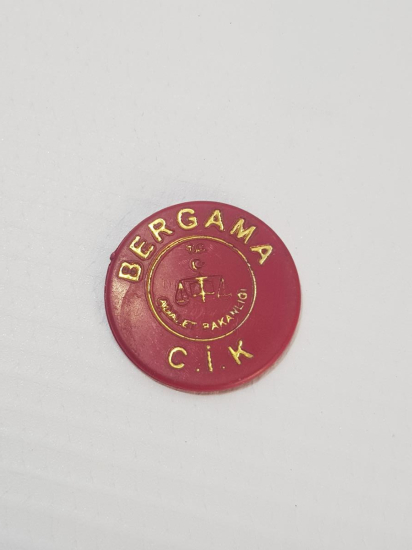 BERGAMA
T.C.
ADALET BAKANLIĞI
C.İ.K